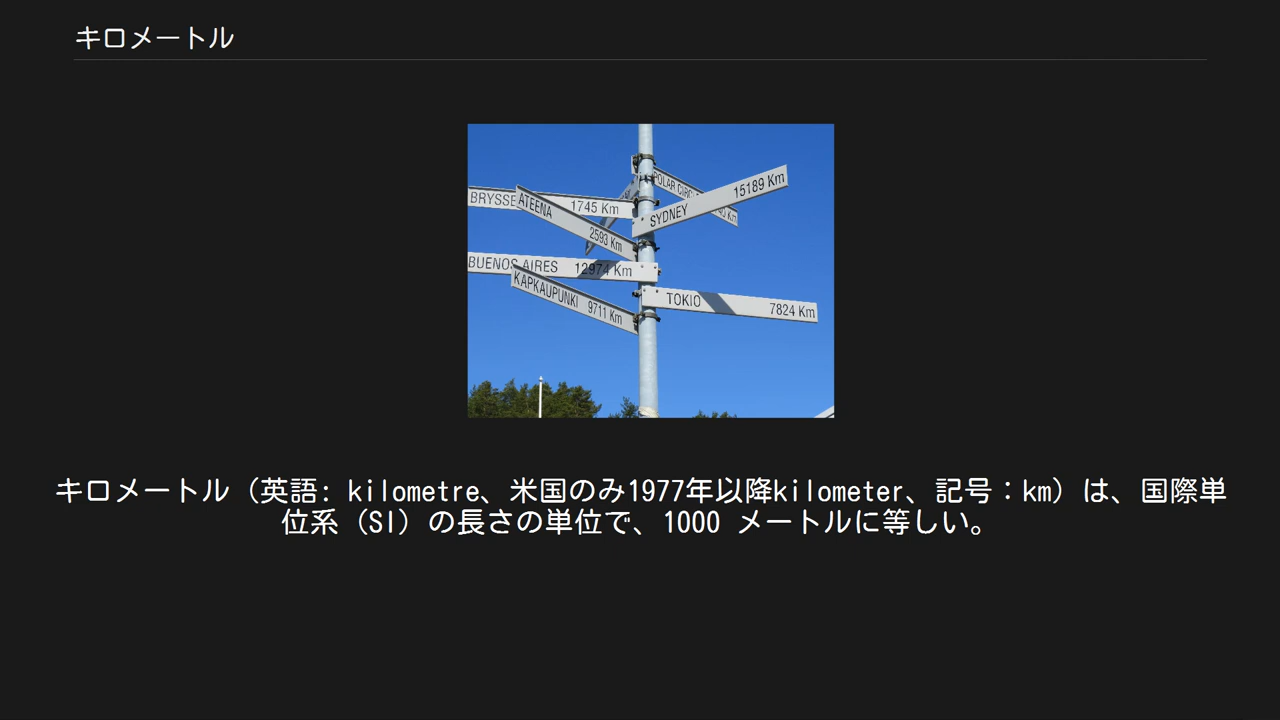 キロメートル
POLAR CIRC
15189 Km
SYDNEY
BRYSSE
1745 Km
ATEENA
2593 Km
BUENOS AIRES 12974 Km
KAPKAUPUNKI 9711 Km
TOKIO 7824 Km
キロメートル（英語: kilometre、米国のみ1977年以降kilometer、記号：km）は、国際単
位系（SI）の長さの単位で、1000 メートルに等しい。